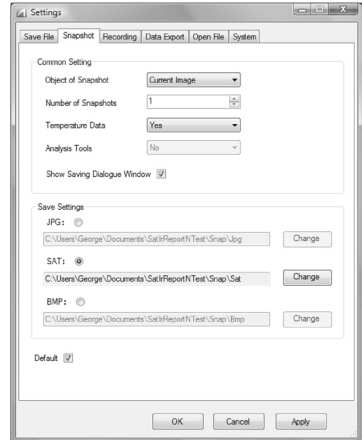 Settings
Save File Snapshot Recording Data Export Open File System
Common Setting
Object of Snapshot Current Image
Number of Snapshots 1
Temperature Data Yes
Analysis Tools No
Show Saving Dialogue Window
Save Settings
JPG:
C:\Users\George\Documents\SatIrReportNTest\Snap\Jpg Change
SAT:
C:\Users\George\Documents\SatIrReportNTest\Snap\Sat Change
BMP:
C:\Users\George\Documents\SatIrReportNTest\Snap\Bmp Change
Default
OK Cancel Apply